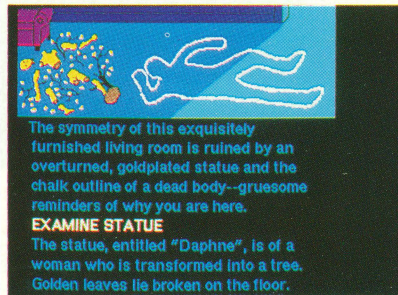 The symmetry of this exquisitely
furnished living room is ruined by an
overturned, goldplated statue and the
chalk outline of a dead body--gruesome
reminders of why you are here.
EXAMINE STATUE
The statue, entitled "Daphne", is of a
woman who is transformed into a tree.
Golden leaves lie broken on the floor.